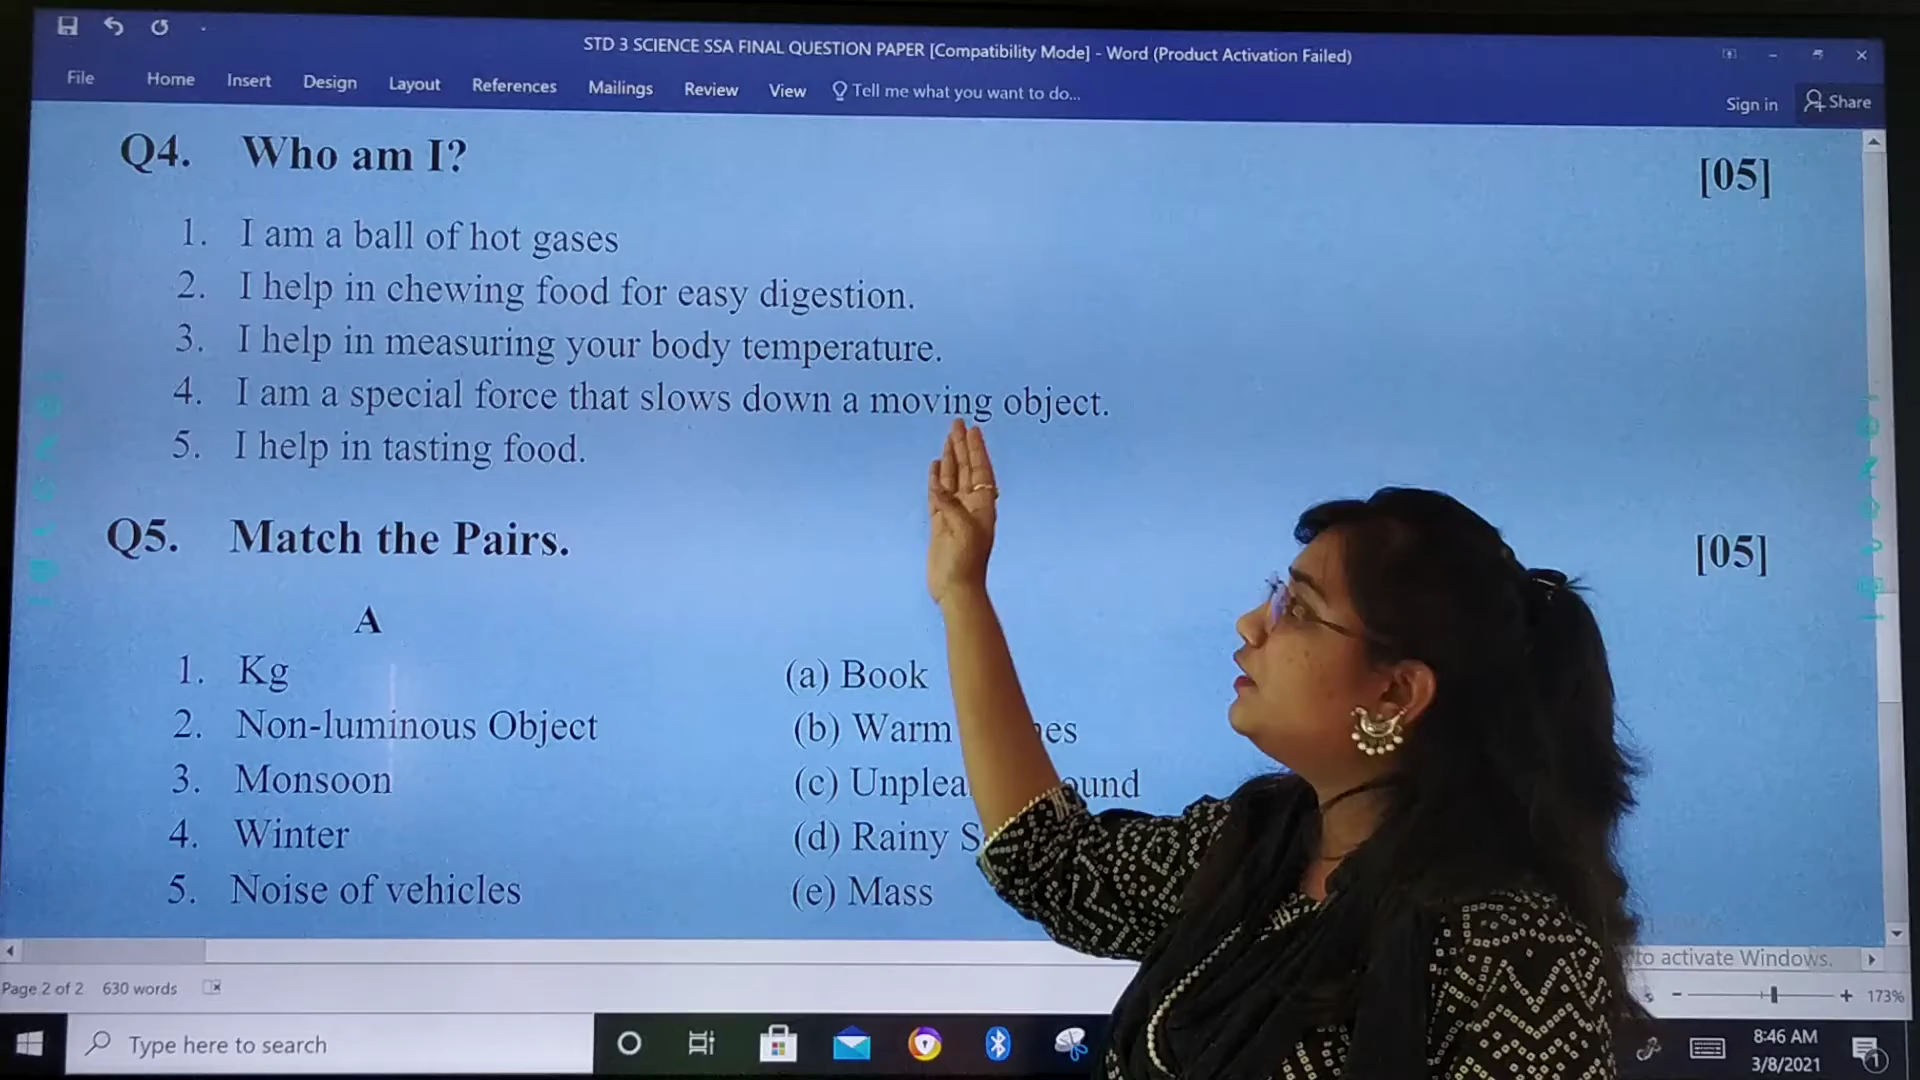 STD 3 SCIENCE SSA FINAL QUESTION PAPER [Compatibility Mode] - Word (Product Activation Failed)
File Home Insert Design Layout References Mailings Review View Tell me what you want to do... Sign in Share
Q4. Who am I? [05]
1. I am a ball of hot gases
2. I help in chewing food for easy digestion.
3. I help in measuring your body temperature.
4. I am a special force that slows down a moving object.
5. I help in tasting food.
Q5. Match the Pairs. [05]
A
1. Kg (a) Book
2. Non-luminous Object (b) Warm
3. Monsoon (c)
4. Winter (d) Rainy
5. Noise of vehicles (e) Mass
to activate Windows.
Page 2 of 2 630 words 173%
Type here to search
8:46 AM
3/8/2021
1